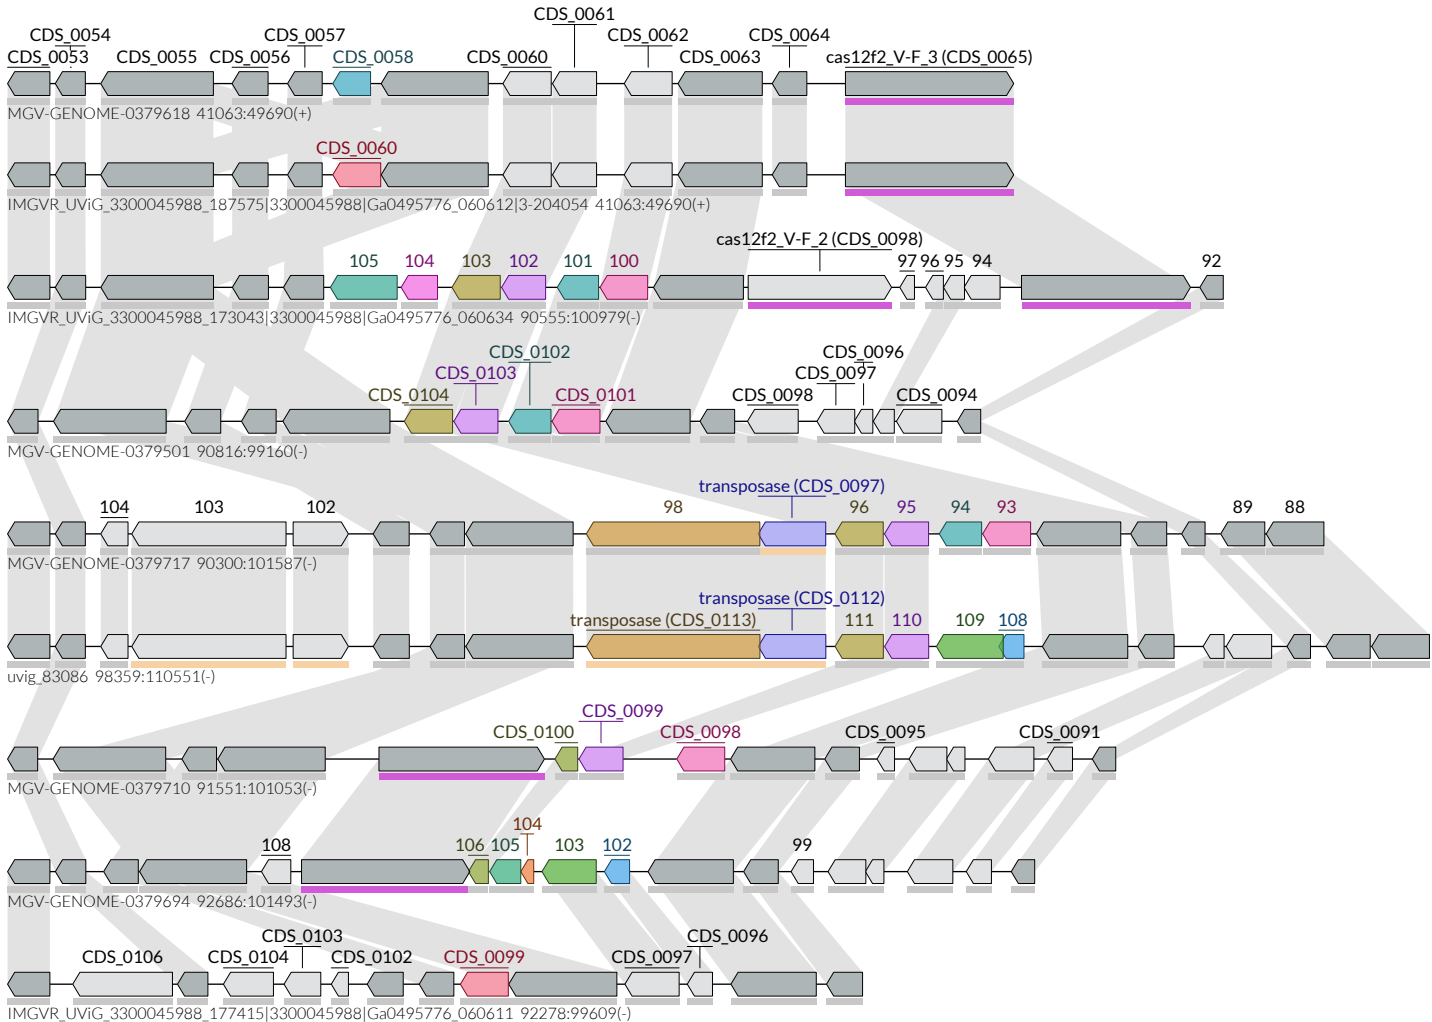 CDS_0061
CDS_0054 CDS_0057 CDS_0062 CDS_0064
CDS_0053 CDS_0055 CDS_0056 CDS_0058 CDS_0060 CDS_0063 cas12f2_V-F_3 (CDS_0065)
MGV-GENOME-0379618 41063:49690(+)
CDS_0060
IMGVR_UViG_3300045988_187575|3300045988|Ga0495776_060612|3-204054 41063:49690(+)
cas12f2_V-F_2 (CDS_0098)
105 104 103 102 101 100 97 96 95 94 92
IMGVR_UViG_3300045988_173043|3300045988|Ga0495776_060634 90555:100979(-)
CDS_0102 CDS_0096
CDS_0103 CDS_0097
CDS_0104 CDS_0101 CDS_0098 CDS_0094
MGV-GENOME-0379501 90816:99160(-)
transposase (CDS_0097)
104 103 102 98 96 95 94 93 89 88
MGV-GENOME-0379717 90300:101587(-)
transposase (CDS_0112)
transposase (CDS_0113) 111 110 109 108
uvig_83086 98359:110551(-)
CDS_0099
CDS_0100 CDS_0098 CDS_0095 CDS_0091
MGV-GENOME-0379710 91551:101053(-)
104
108 106 105 103 102 99
MGV-GENOME-0379694 92686:101493(-)
CDS_0103 CDS_0096
CDS_0106 CDS_0104 CDS_0102 CDS_0099 CDS_0097
IMGVR_UViG_3300045988_177415|3300045988|Ga0495776_060611 92278:99609(-)